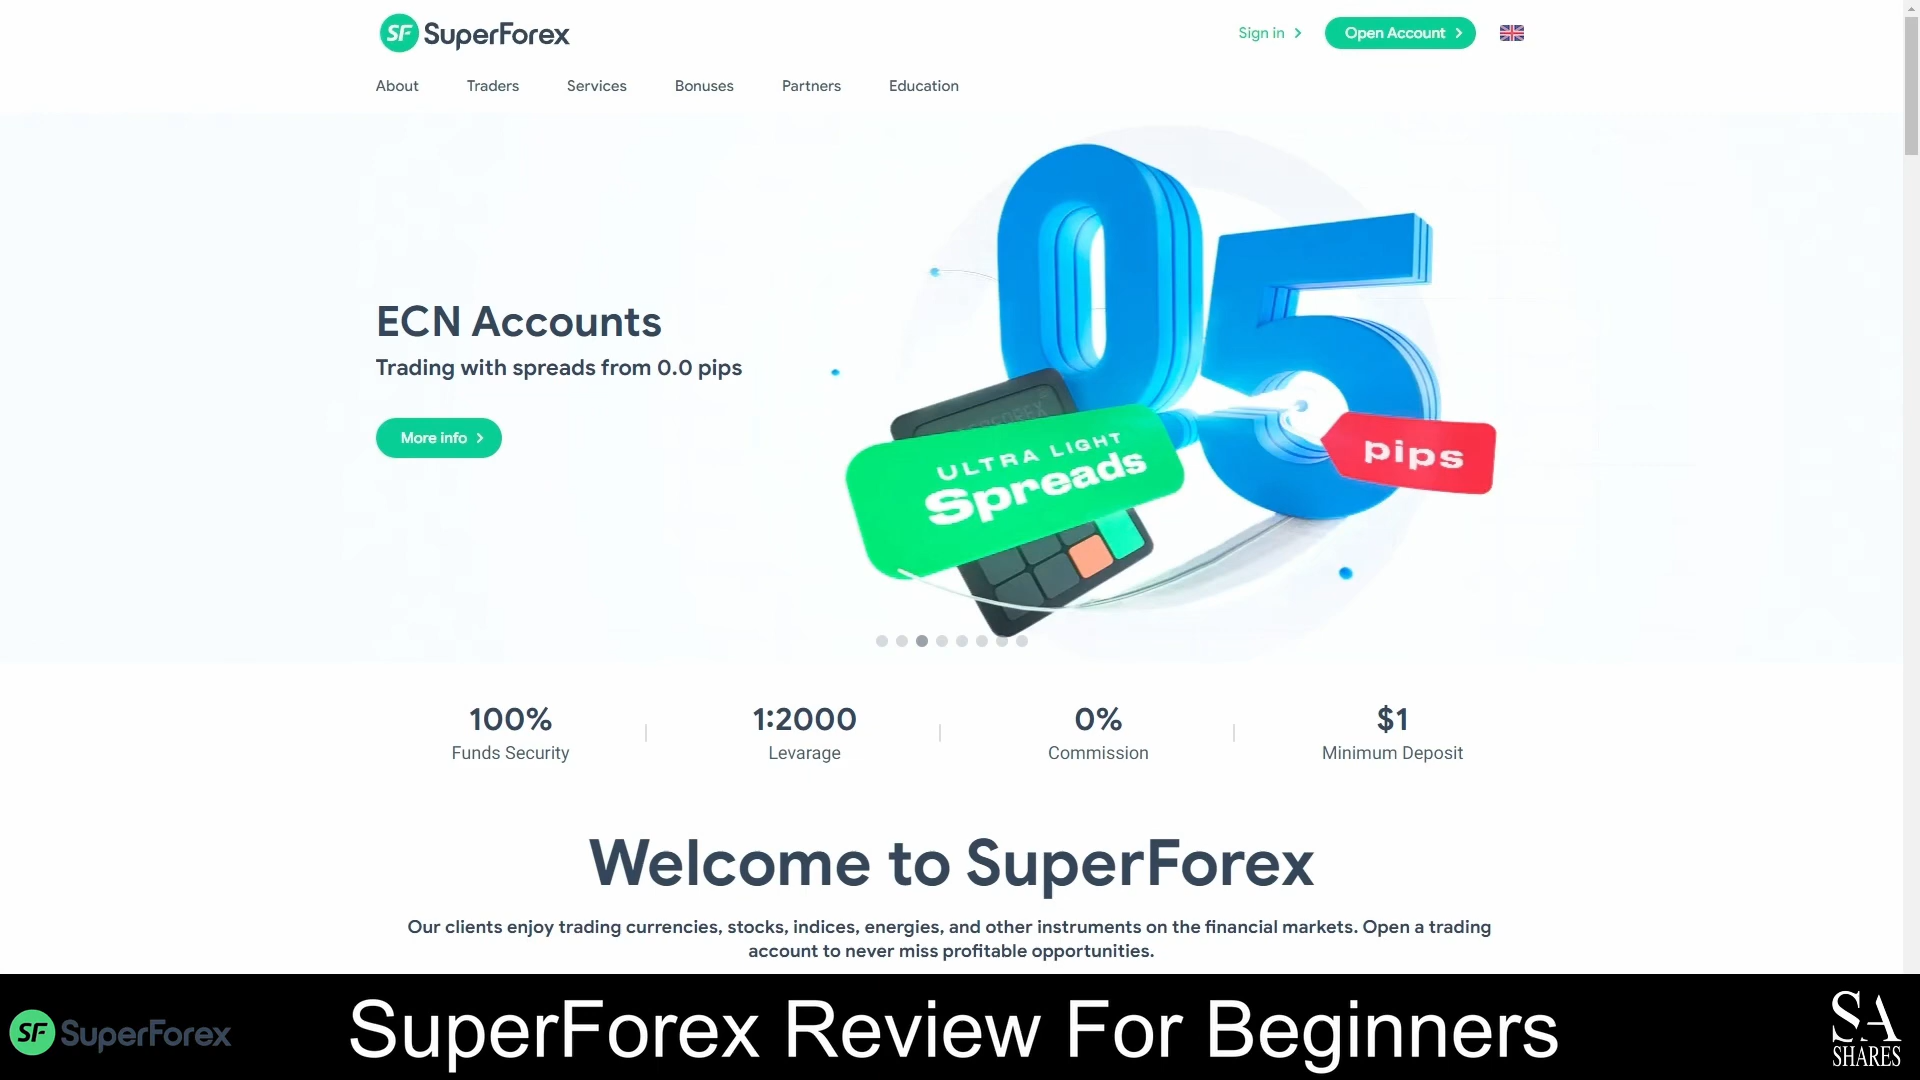 SF SuperForex
Sign in
Open Account
About
Traders
Services
Bonuses
Partners
Education
ECN Accounts
Trading with spreads from 0.0 pips
More info
05
ULTRA LIGHT
Spreads
pips
100%
Funds Security
1:2000
Levarage
0%
Commission
$1
Minimum Deposit
Welcome to SuperForex
Our clients enjoy trading currencies, stocks, indices, energies, and other instruments on the financial markets. Open a trading
account to never miss profitable opportunities.
SF SuperForex
SuperForex Review For Beginners
SA
SHARES